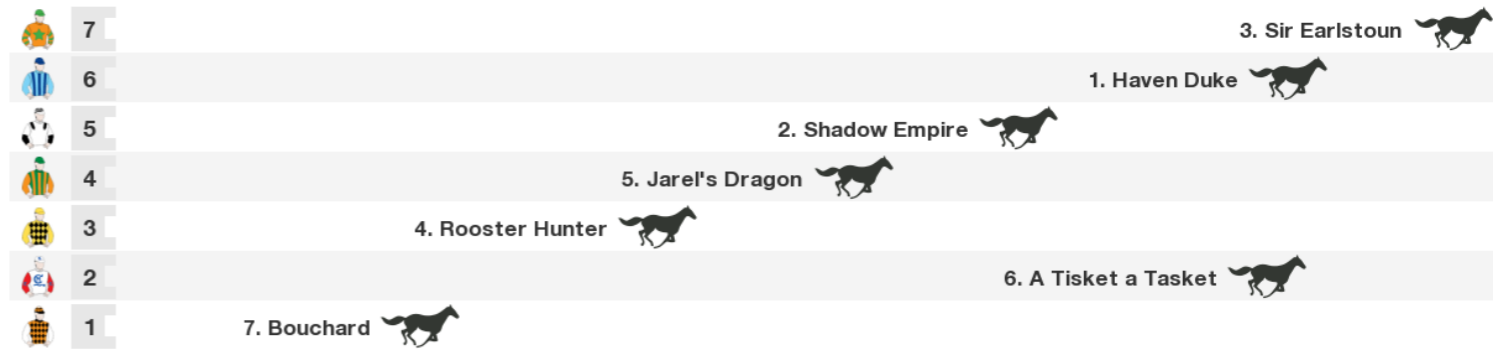 7 3. Sir Earlstoun
6 1. Haven Duke
5 2. Shadow Empire
4 5. Jarel's Dragon
3 4. Rooster Hunter
2 6. A Tisket a Tasket
1 7. Bouchard